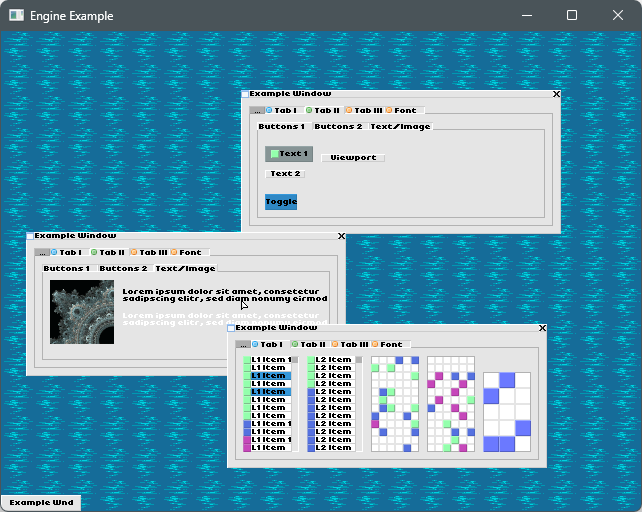 Engine Example
Example Window
... Tab I Tab II Tab III Font
Buttons 1 Buttons 2 Text/Image
Text 1
Viewport
Text 2
Toggle
Example Window
... Tab I Tab II Tab III Font
Buttons 1 Buttons 2 Text/Image
Lorem ipsum dolor sit amet, consetetur
sadipscing elitr, sed diam nonumy eirmod
Lorem ipsum dolor sit amet, consetetur
sadipscing elitr, sed diam nonumy eirmod
Example Window
... Tab I Tab II Tab III Font
L1 Item 1 L2 Item
L1 Item L2 Item
L1 Item L2 Item
L1 Item L2 Item
L1 Item L2 Item
L1 Item L2 Item
L1 Item L2 Item
L1 Item L2 Item
L1 Item L2 Item
L1 Item L2 Item
L1 Item 1 L2 Item
L1 Item L2 Item
Example Wnd